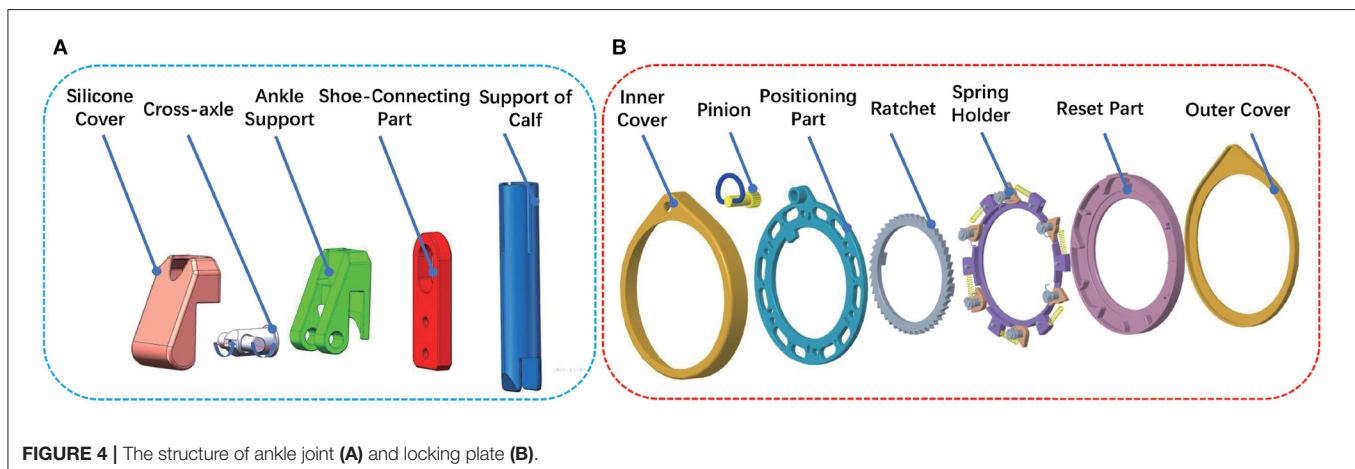 A
B
Silicone
Cover
Cross-axle
Ankle
Support
Shoe-Connecting
Part
Support of
Calf
Inner
Cover
Pinion
Positioning
Part
Ratchet
Spring
Holder
Reset Part
Outer Cover
FIGURE 4 | The structure of ankle joint (A) and locking plate (B).